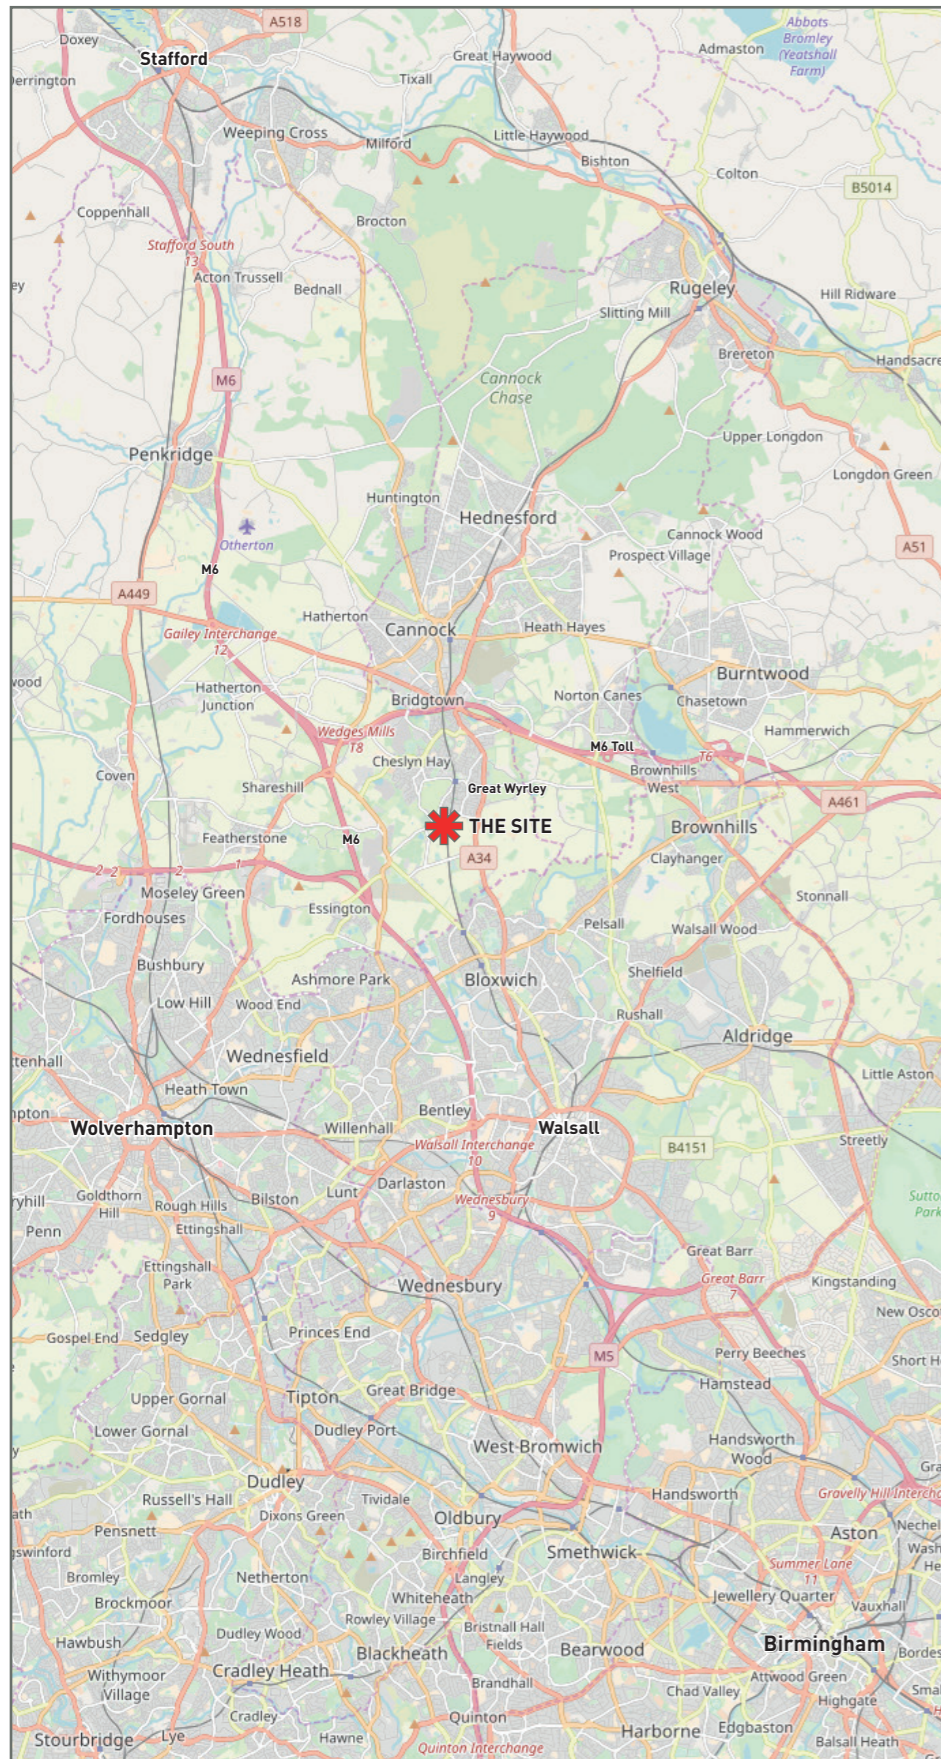 A518
Doxey
Abbots
Bromley
(Yeatshall
Farm)
Admaston
Great Haywood
Stafford
Tixall
Derrington
Weeping Cross
Little Haywood
Milford
Bishton
Colton
B5014
Coppenhall
Brocton
Stafford South
13
Acton Trussell
Bednall
Rugeley
Hill Ridware
Slitting Mill
Brereton
Handsacre
M6
Cannock
Chase
Upper Longdon
Penkridge
Longdon Green
Huntington
Hednesford
Cannock Wood
Otherton
Prospect Village
A51
M6
A449
Hatherton
Cannock
Heath Hayes
Gailey Interchange
12
Burntwood
Hatherton
Junction
Bridgtown
Norton Canes
Chasetown
Wedges Mills
T8
Hammerwich
M6 Toll
T6
Cheslyn Hay
Coven
Shareshill
Great Wyrley
Brownhills
West
A461
THE SITE
Featherstone
M6
Brownhills
A34
Clayhanger
2
2
2
1
Moseley Green
Fordhouses
Essington
Stonnall
Pelsall
Walsall Wood
Bushbury
Ashmore Park
Bloxwich
Shelfield
Low Hill
Wood End
Rushall
Aldridge
Wednesfield
Little Aston
Heath Town
Bentley
Wolverhampton
Willenhall
Walsall
Streetly
Walsall Interchange
10
B4151
Goldthorn
Hill
Bilston
Lunt
Darlaston
Wednesbury
9
Rough Hills
Penn
Ettingshall
Great Barr
Ettingshall
Park
Wednesbury
Great Barr
7
Kingstanding
Gospel End
Sedgley
Princes End
M5
Perry Beeches
Upper Gornal
Tipton
Great Bridge
Hamstead
Lower Gornal
Dudley Port
West Bromwich
Handsworth
Wood
Dudley
Russell's Hall
Tividale
Handsworth
Dixons Green
Oldbury
Aston
Pensnett
Birchfield
Smethwick
Summer Lane
11
Bromley
Netherton
Langley
Brockmoor
Whiteheath
Jewellery Quarter
Vauxhall
Rowley Village
Bristnall Hall
Fields
Hawbush
Dudley Wood
Blackheath
Bearwood
Birmingham
Withymoor
Village
Cradley Heath
Brandhall
Chad Valley
Attwood Green
Highgate
Cradley
Quinton
Stourbridge
Lye
Hawne
Harborne
Edgbaston
Balsall Heath
Quinton Interchange